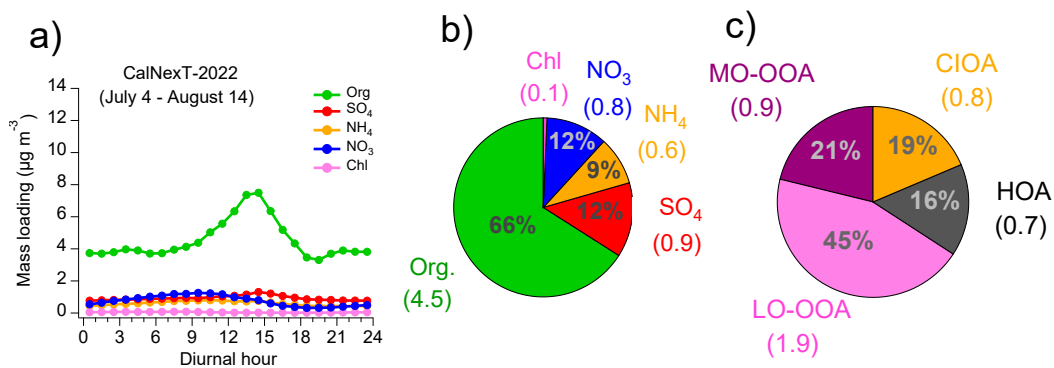 a)
CalNexT-2022
(July 4 - August 14)
Org
SO₄
NH₄
NO₃
Chl
Mass loading (µg m⁻³)
14
12
10
8
6
4
2
0
0 3 6 9 12 15 18 21 24
Diurnal hour
b)
Chl
(0.1)
NO₃
(0.8)
NH₄
(0.6)
SO₄
(0.9)
Org.
(4.5)
12%
9%
12%
66%
c)
MO-OOA
(0.9)
CIOA
(0.8)
HOA
(0.7)
LO-OOA
(1.9)
21%
19%
16%
45%